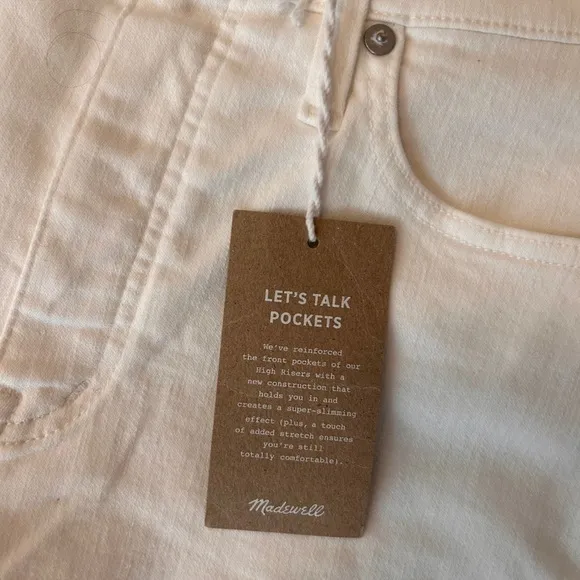 LET'S TALK
POCKETS
We've reinforced
the front pockets of our
High Risers with a
new construction that
holds you in and
creates a super-slimming
effect (plus, a touch
of added stretch ensures
you're still
totally comfortable).
Madewell